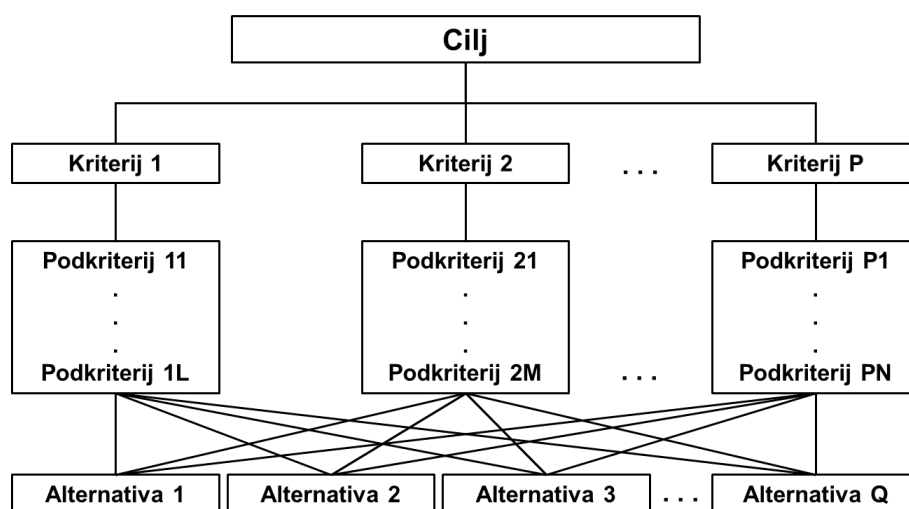 Cilj
Kriterij 1
Kriterij 2
. . .
Kriterij P
Podkriterij 11
.
.
.
Podkriterij 1L
Podkriterij 21
.
.
.
Podkriterij 2M
. . .
Podkriterij P1
.
.
.
Podkriterij PN
Alternativa 1
Alternativa 2
Alternativa 3
. . .
Alternativa Q